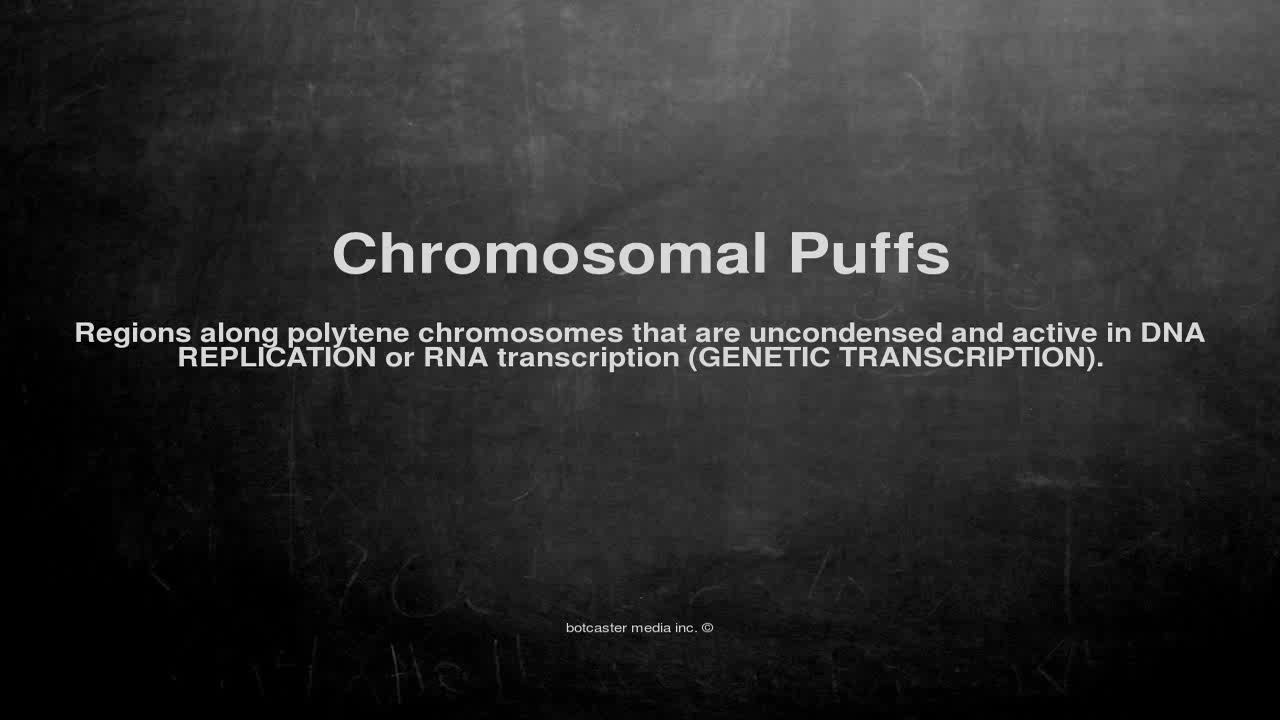 Chromosomal Puffs
Regions along polytene chromosomes that are uncondensed and active in DNA
REPLICATION or RNA transcription (GENETIC TRANSCRIPTION).
botcaster media inc. ©